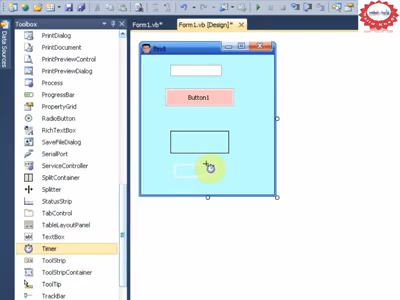 Form1.vb*
Form1.vb [Design]*
Data Sources
Toolbox
PrintDialog
PrintDocument
PrintPreviewControl
PrintPreviewDialog
Process
ProgressBar
PropertyGrid
RadioButton
RichTextBox
SaveFileDialog
SerialPort
ServiceController
SplitContainer
Splitter
StatusStrip
TabControl
TableLayoutPanel
TextBox
Timer
ToolStrip
ToolStripContainer
ToolTip
TrackBar
Button1